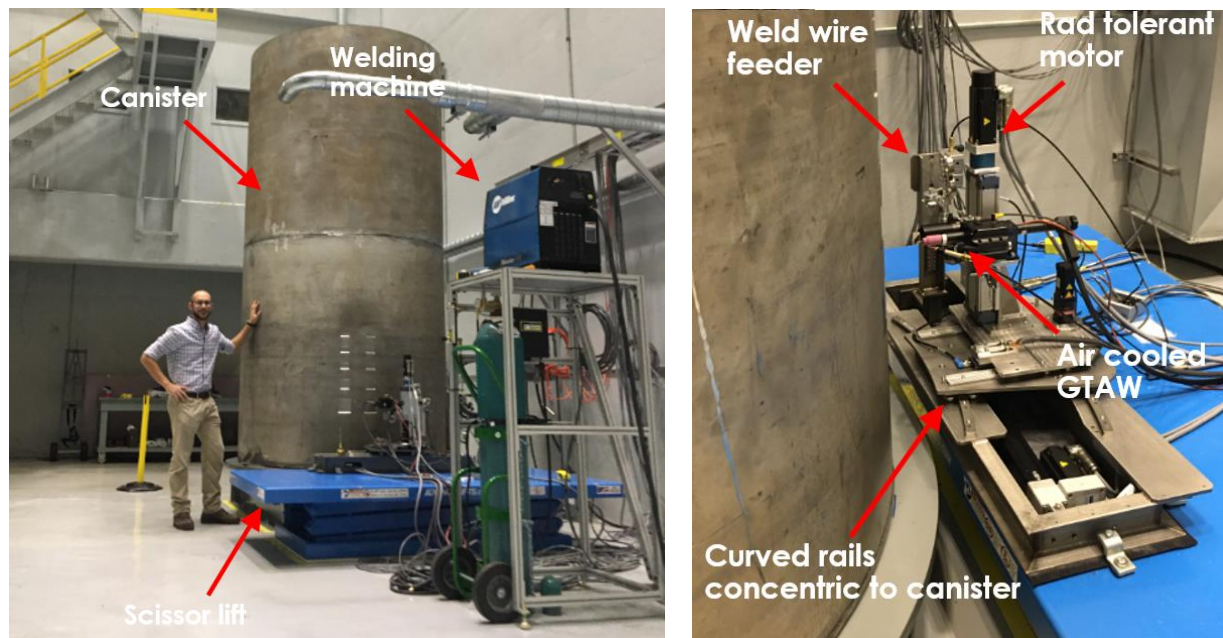 Canister
Welding
machine
Miller
Scissor lift
Weld wire
feeder
Rad tolerant
motor
Air cooled
GTAW
Curved rails
concentric to canister